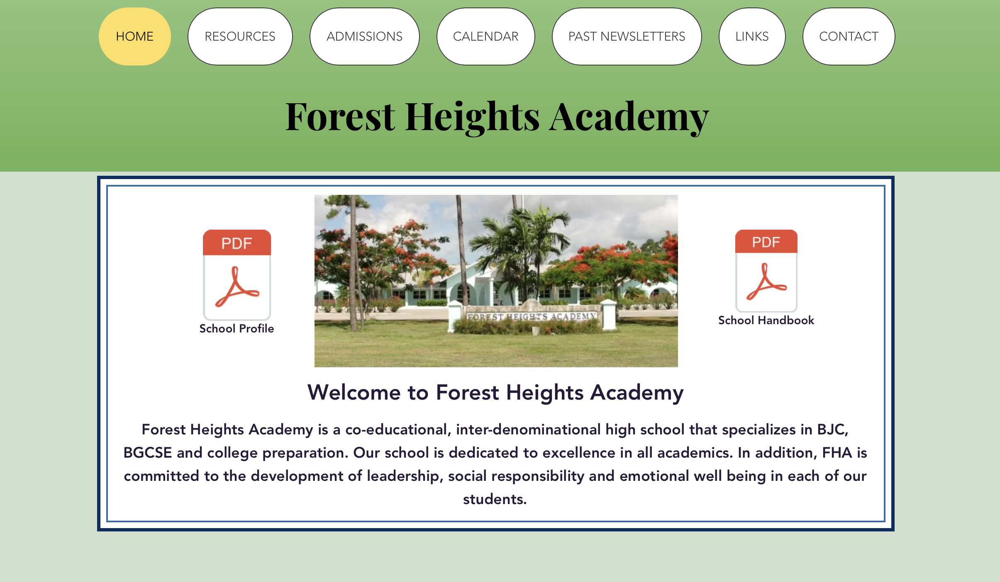 HOME
RESOURCES
ADMISSIONS
CALENDAR
PAST NEWSLETTERS
LINKS
CONTACT
Forest Heights Academy
PDF
School Profile
FOREST HEIGHTS ACADEMY
PDF
School Handbook
Welcome to Forest Heights Academy
Forest Heights Academy is a co-educational, inter-denominational high school that specializes in BJC,
BGCSE and college preparation. Our school is dedicated to excellence in all academics. In addition, FHA is
committed to the development of leadership, social responsibility and emotional well being in each of our
students.